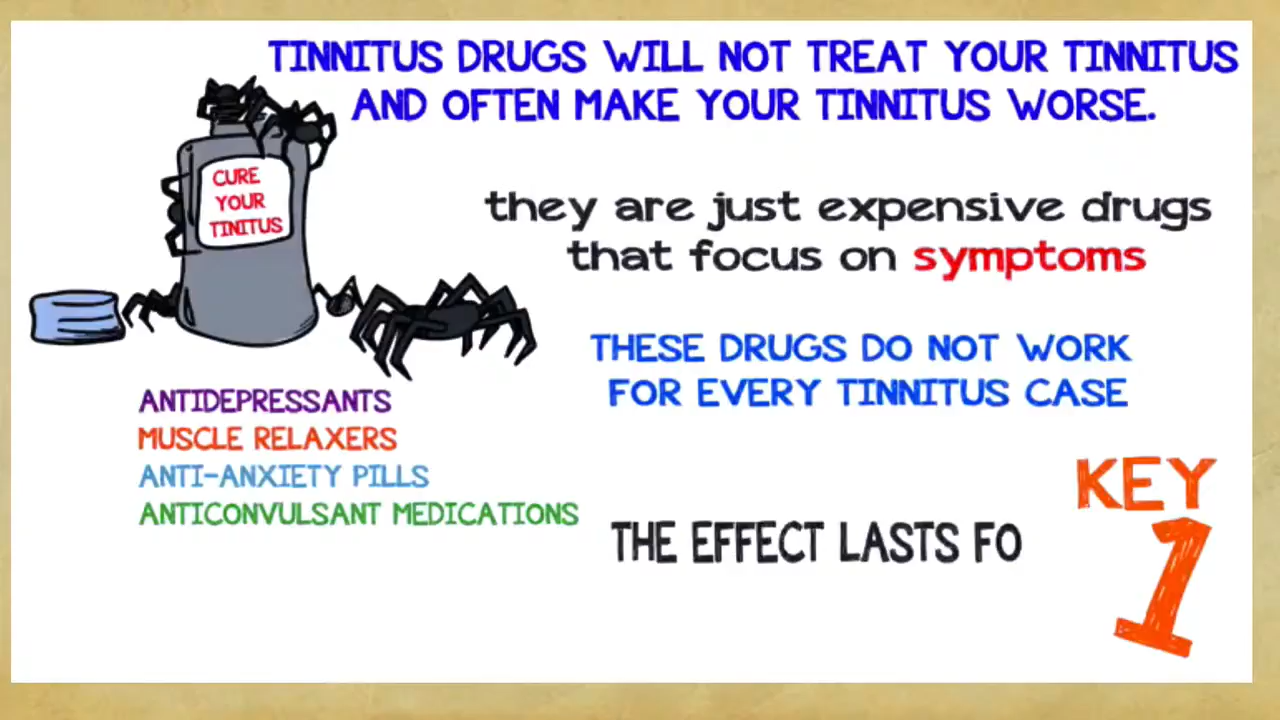 TINNITUS DRUGS WILL NOT TREAT YOUR TINNITUS
AND OFTEN MAKE YOUR TINNITUS WORSE.
CURE
YOUR
TINITUS
they are just expensive drugs
that focus on symptoms
THESE DRUGS DO NOT WORK
FOR EVERY TINNITUS CASE
ANTIDEPRESSANTS
MUSCLE RELAXERS
ANTI-ANXIETY PILLS
ANTICONVULSANT MEDICATIONS
THE EFFECT LASTS FO
KEY
1